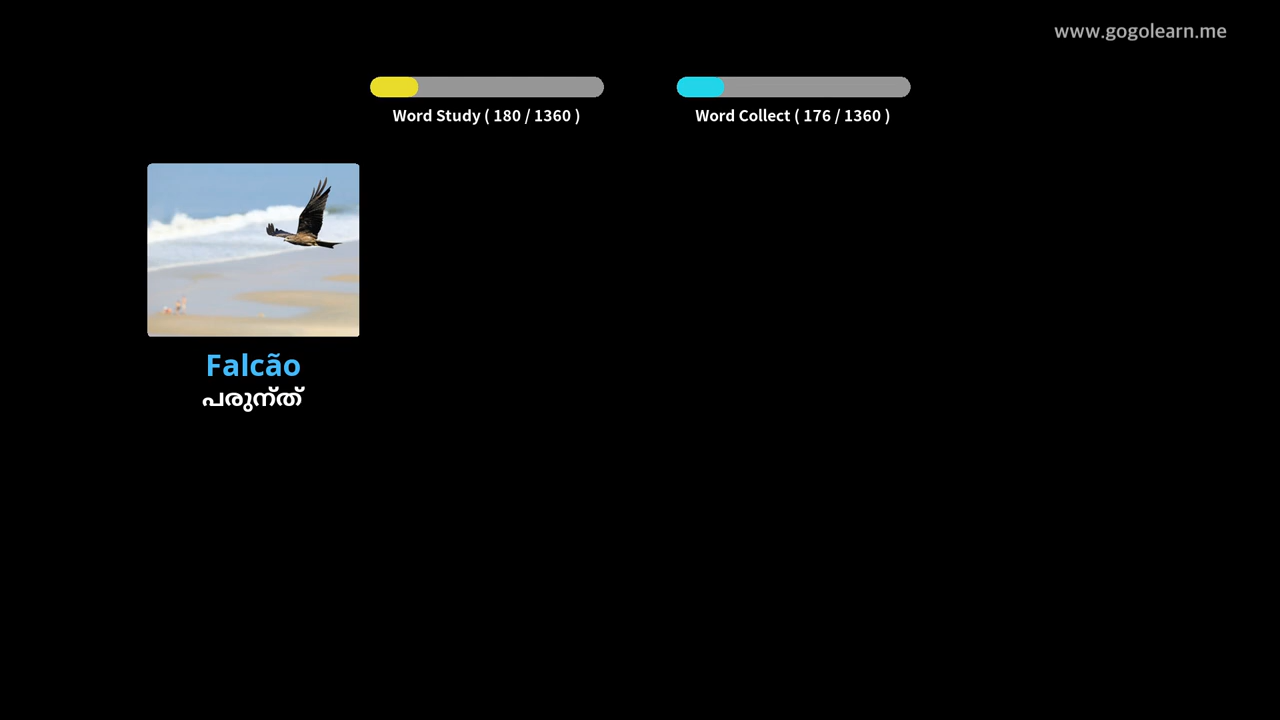 www.gogolearn.me
Word Study ( 180 / 1360 )
Word Collect ( 176 / 1360 )
Falcão
പരുന്ത്